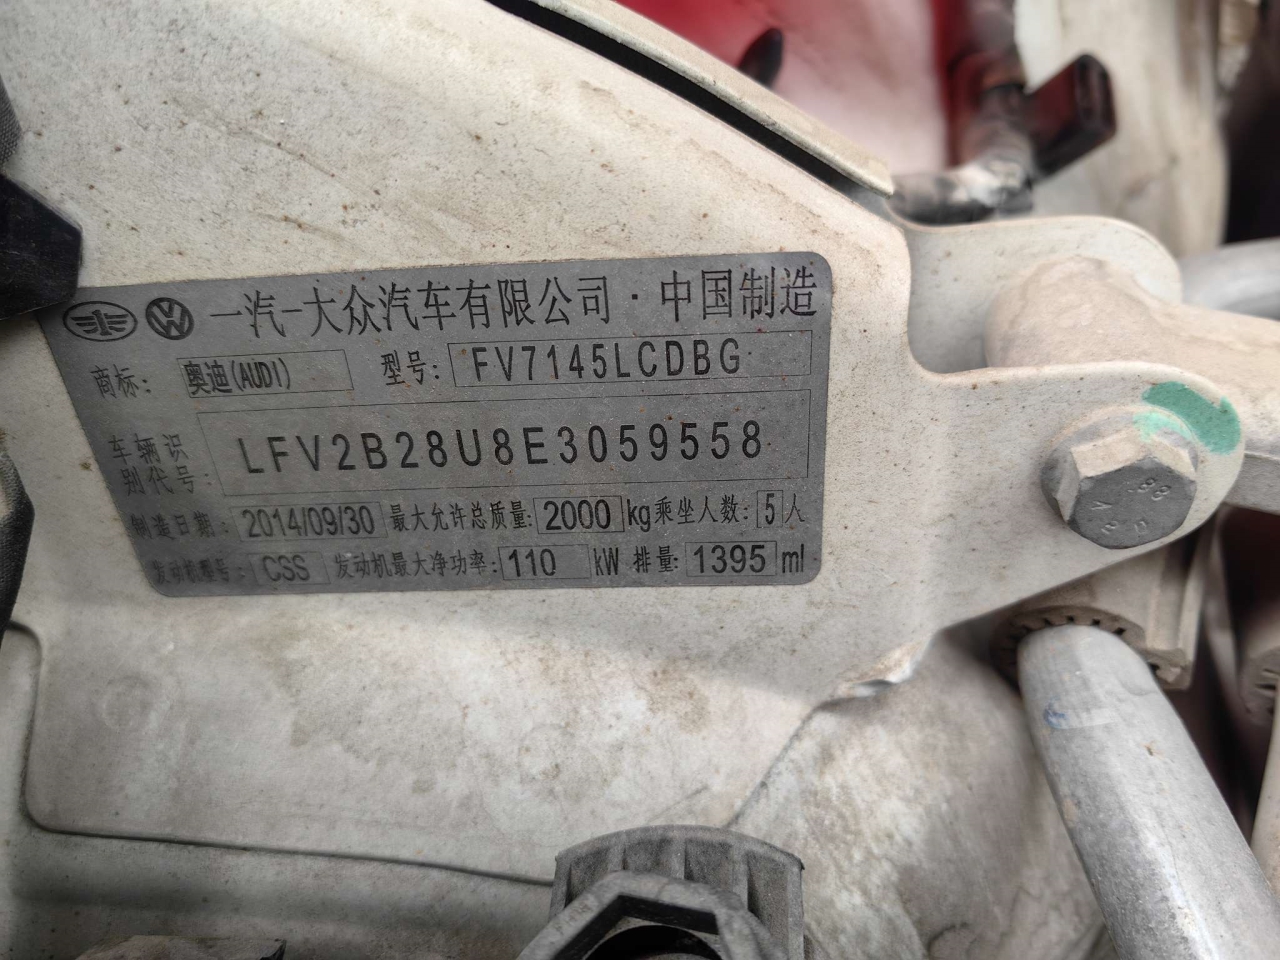 一汽-大众汽车有限公司·中国制造
商标: 奥迪(AUDI) 型号: FV7145LCDBG
车辆识别代号: LFV2B28U8E3059558
制造日期: 2014/09/30 最大允许总质量: 2000 kg 乘坐人数: 5 人
发动机型号: CSS 发动机最大净功率: 110 kW 排量: 1395 ml
8.8